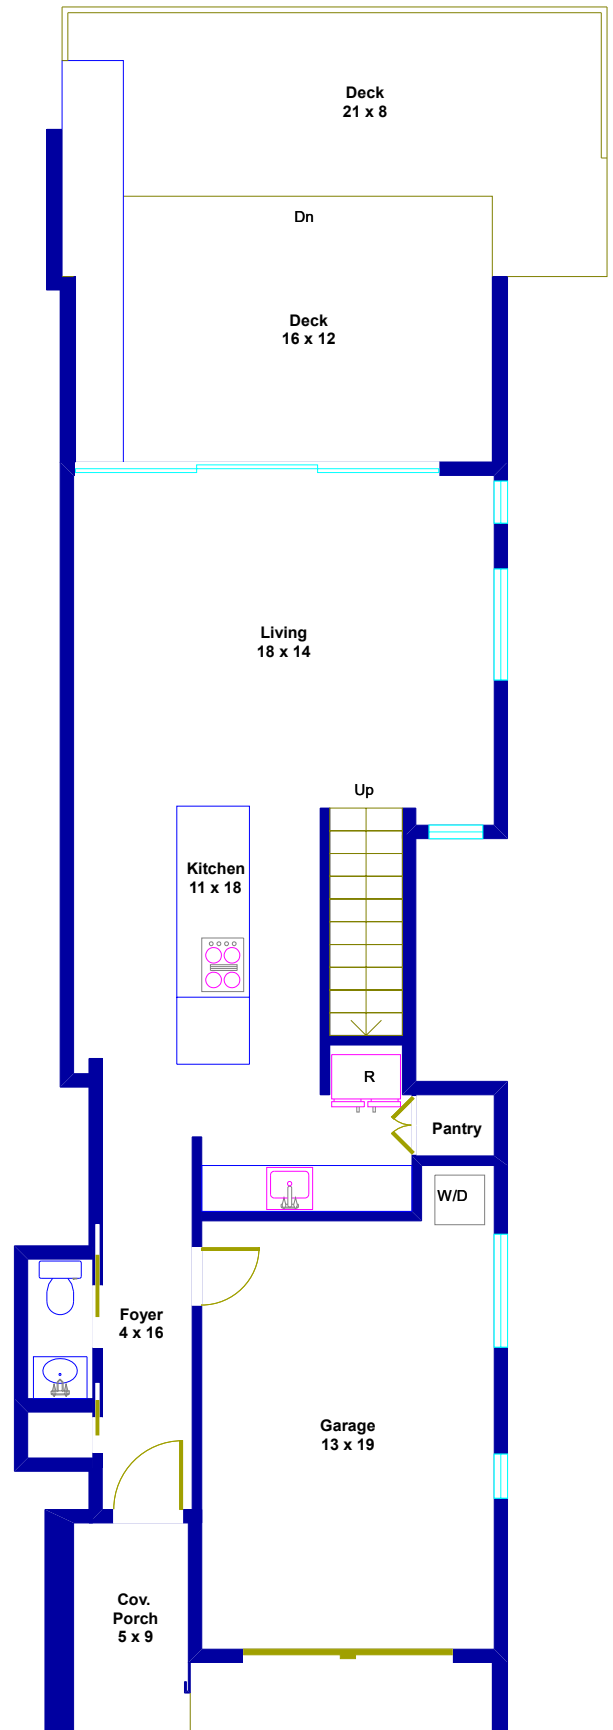 Deck
21 x 8
Dn
Deck
16 x 12
Living
18 x 14
Up
Kitchen
11 x 18
R
Pantry
W/D
Foyer
4 x 16
Garage
13 x 19
Cov.
Porch
5 x 9